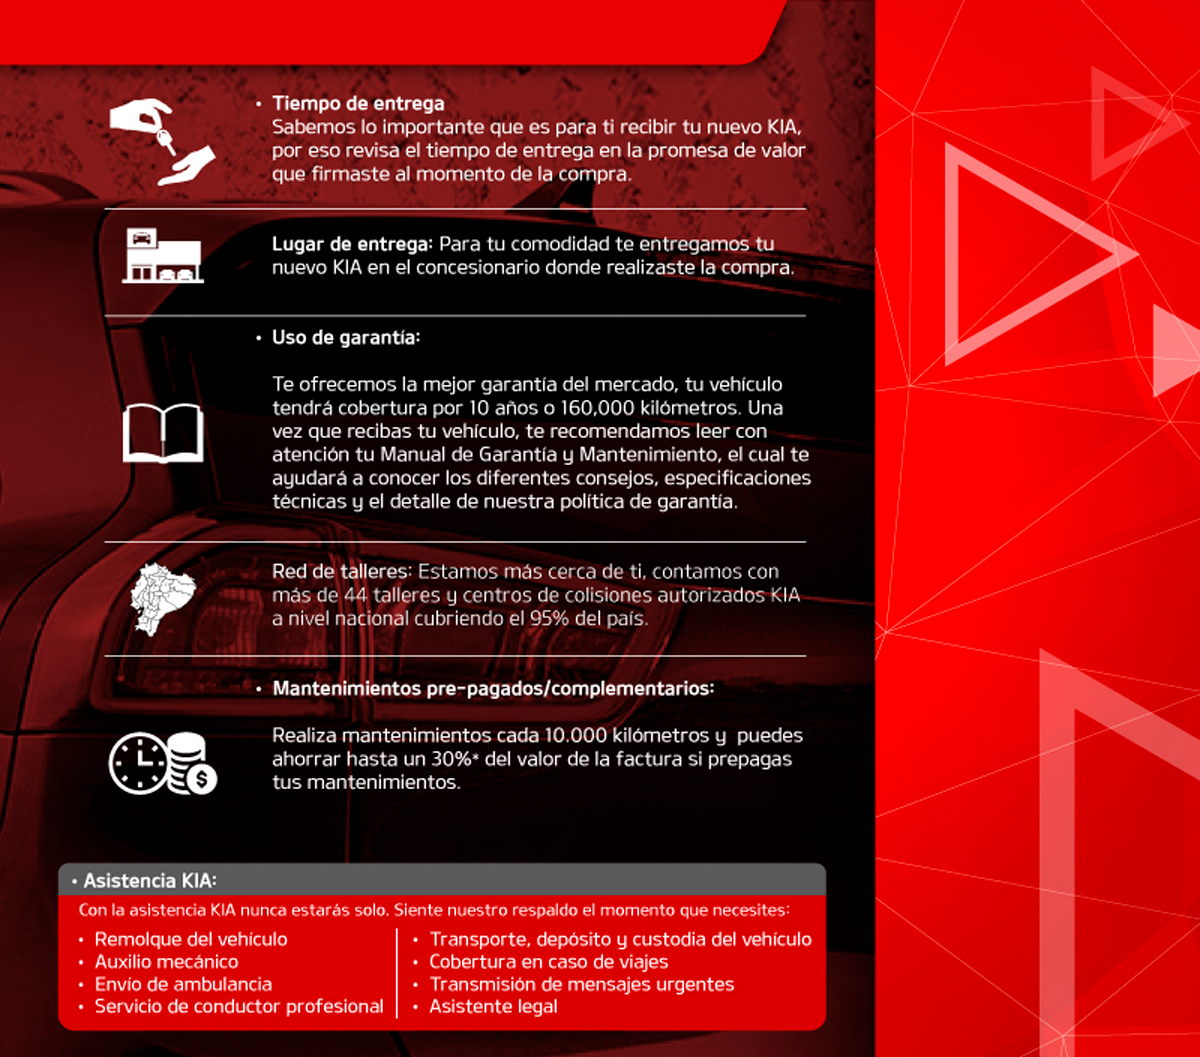 • Tiempo de entrega
Sabemos lo importante que es para ti recibir tu nuevo KIA,
por eso revisa el tiempo de entrega en la promesa de valor
que firmaste al momento de la compra.
Lugar de entrega: Para tu comodidad te entregamos tu
nuevo KIA en el concesionario donde realizaste la compra.
• Uso de garantía:
Te ofrecemos la mejor garantía del mercado, tu vehículo
tendrá cobertura por 10 años o 160,000 kilómetros. Una
vez que recibas tu vehículo, te recomendamos leer con
atención tu Manual de Garantía y Mantenimiento, el cual te
ayudará a conocer los diferentes consejos, especificaciones
técnicas y el detalle de nuestra política de garantía.
Red de talleres: Estamos más cerca de ti, contamos con
más de 44 talleres y centros de colisiones autorizados KIA
a nivel nacional cubriendo el 95% del país.
• Mantenimientos pre-pagados/complementarios:
Realiza mantenimientos cada 10.000 kilómetros y puedes
ahorrar hasta un 30%* del valor de la factura si prepagas
tus mantenimientos.
$
• Asistencia KIA:
Con la asistencia KIA nunca estarás solo. Siente nuestro respaldo el momento que necesites:
• Remolque del vehículo
• Auxilio mecánico
• Envío de ambulancia
• Servicio de conductor profesional
• Transporte, depósito y custodia del vehículo
• Cobertura en caso de viajes
• Transmisión de mensajes urgentes
• Asistente legal